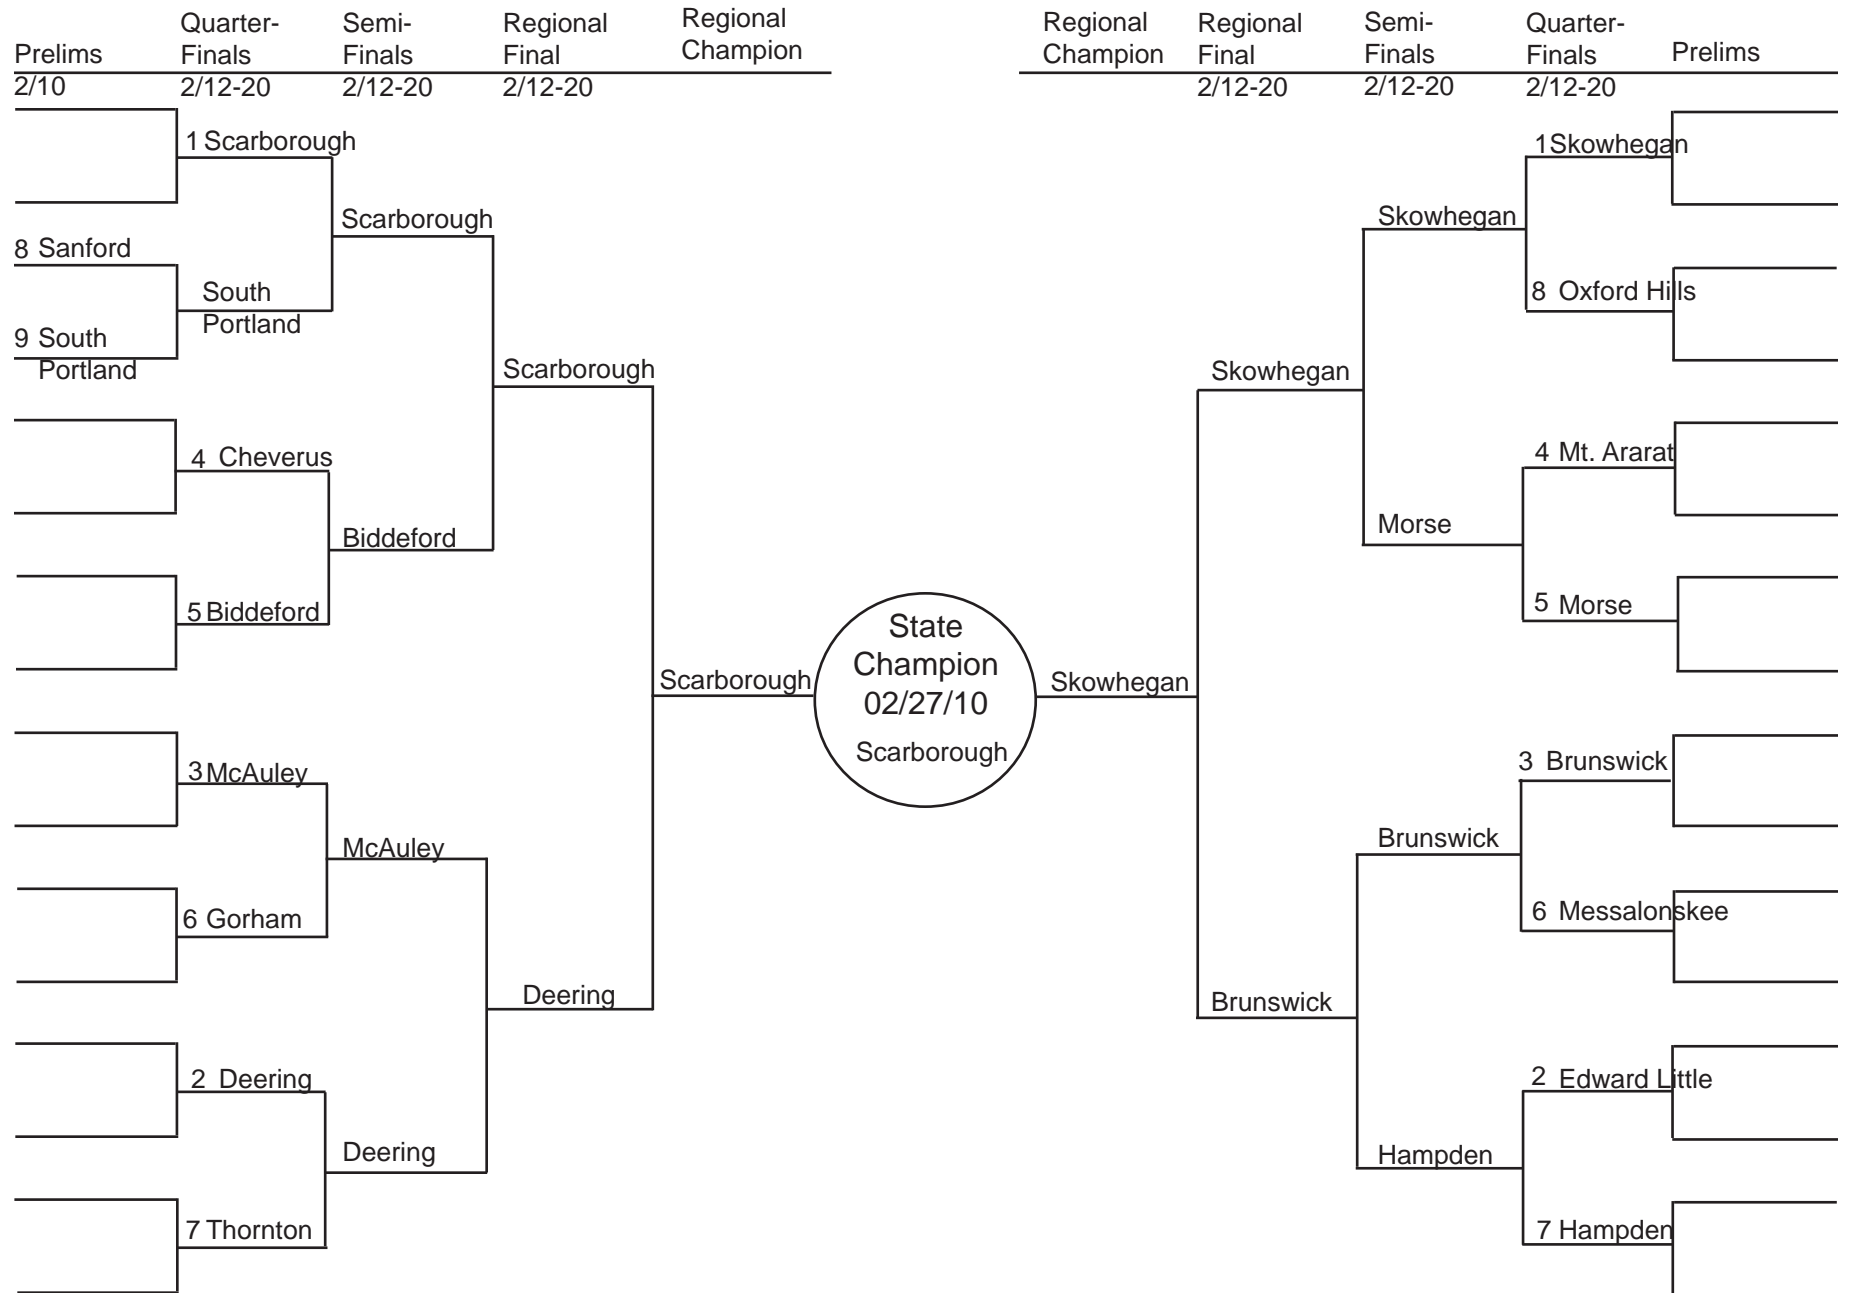 Prelims
2/10
Quarter-
Finals
2/12-20
Semi-
Finals
2/12-20
Regional
Final
2/12-20
Regional
Champion
Regional
Champion
Regional
Final
2/12-20
Semi-
Finals
2/12-20
Quarter-
Finals
2/12-20
Prelims
8 Sanford
9 South
Portland
1 Scarborough
South
Portland
4 Cheverus
5 Biddeford
3 McAuley
6 Gorham
2 Deering
7 Thornton
Scarborough
Biddeford
McAuley
Deering
Scarborough
Deering
Scarborough
State
Champion
02/27/10
Scarborough
Skowhegan
Skowhegan
Brunswick
Skowhegan
Morse
Brunswick
Hampden
1Skowhegan
8 Oxford Hills
4 Mt. Ararat
5 Morse
3 Brunswick
6 Messalonskee
2 Edward Little
7 Hampden